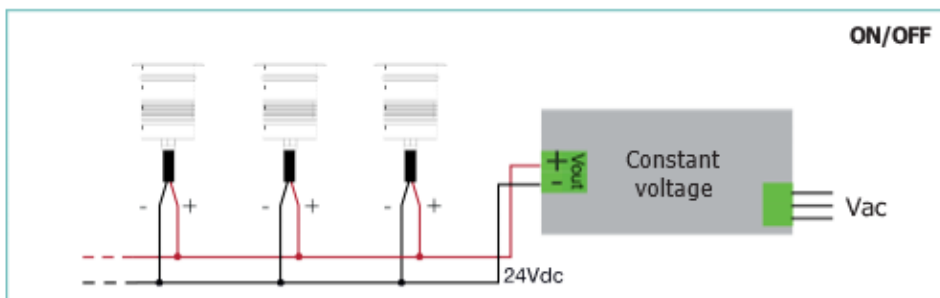 ON/OFF
Constant
voltage
+
-
Vout
Vac
-
+
-
+
-
+
24Vdc